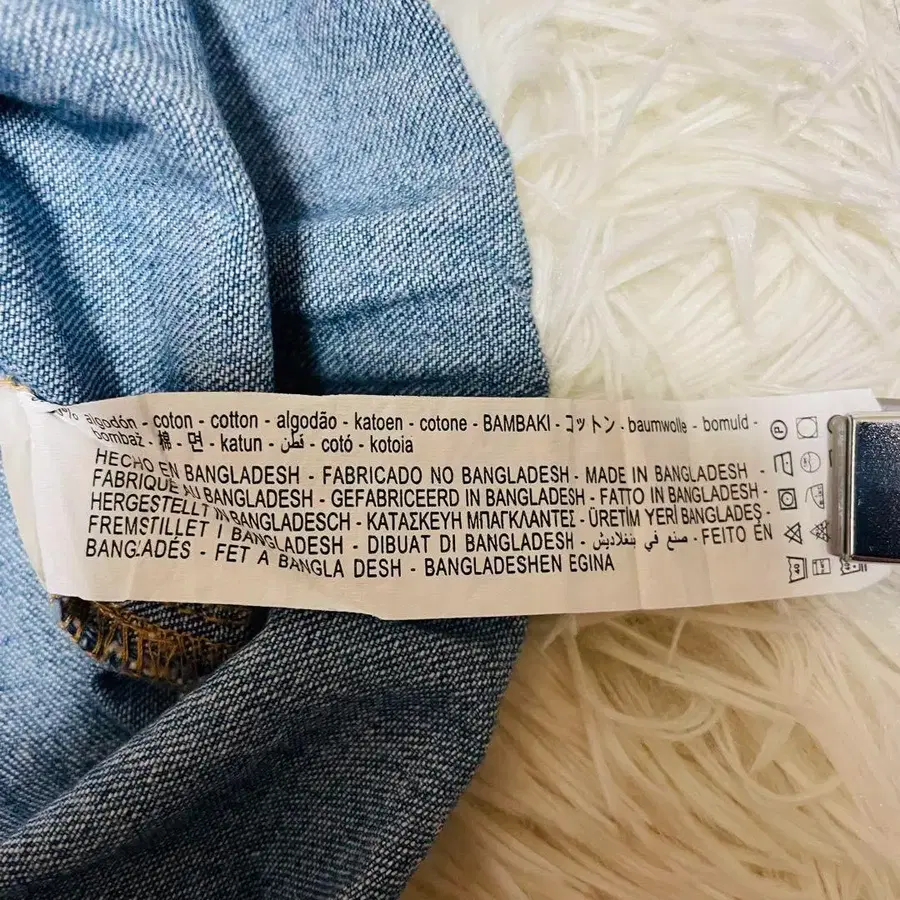 % algodón - coton - cotton - algodão - katoen - cotone - BAMBAKI - コットン - baumwolle - bomuld -
bombaž - 棉 - 면 - katun - قطن - cotó - kotoia
HECHO EN BANGLADESH - FABRICADO NO BANGLADESH - MADE IN BANGLADESH -
FABRIQUE AU BANGLADESH - GEFABRICEERD IN BANGLADESH - FATTO IN BANGLADESH -
HERGESTELLT IN BANGLADESCH - ΚΑΤΑΣΚΕΥΗ ΜΠΑΓΚΛΑΝΤΕΣ - ÜRETİM YERİ BANGLADEŞ -
FREMSTILLET I BANGLADESH - DIBUAT DI BANGLADESH - صنع في بنغلاديش - FEITO EN
BANGLADÉS - FET A BANGLA DESH - BANGLADESHEN EGINA
P
40